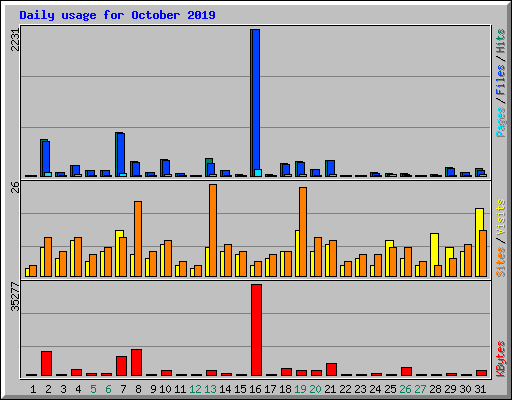 Daily usage for October 2019
2231
Pages / Files / Hits
26
Sites / Visits
35277
KBytes
1 2 3 4 5 6 7 8 9 10 11 12 13 14 15 16 17 18 19 20 21 22 23 24 25 26 27 28 29 30 31